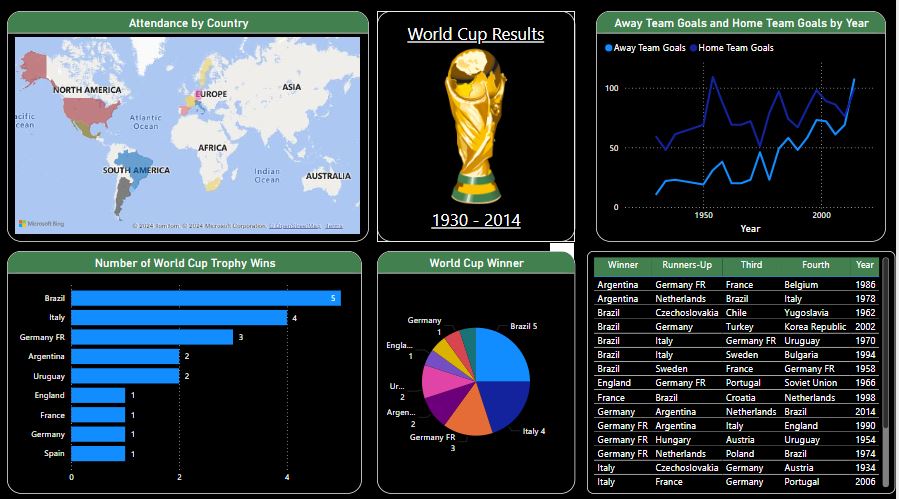 Attendance by Country
NORTH AMERICA
EUROPE
ASIA
Pacific
Ocean
Atlantic
Ocean
AFRICA
SOUTH AMERICA
Indian
Ocean
AUSTRALIA
Microsoft Bing
© 2024 TomTom, © 2024 Microsoft Corporation, © OpenStreetMap Terms
World Cup Results
1930 - 2014
Away Team Goals and Home Team Goals by Year
Away Team Goals Home Team Goals
100
50
0
1950 2000
Year
Number of World Cup Trophy Wins
Brazil 5
Italy 4
Germany FR 3
Argentina 2
Uruguay 2
England 1
France 1
Germany 1
Spain 1
0 2 4
World Cup Winner
Germany
1
Brazil 5
Engla...
1
Ur...
2
Argen...
2
Germany FR
3
Italy 4
Winner Runners-Up Third Fourth Year
Argentina Germany FR France Belgium 1986
Argentina Netherlands Brazil Italy 1978
Brazil Czechoslovakia Chile Yugoslavia 1962
Brazil Germany Turkey Korea Republic 2002
Brazil Italy Germany FR Uruguay 1970
Brazil Italy Sweden Bulgaria 1994
Brazil Sweden France Germany FR 1958
England Germany FR Portugal Soviet Union 1966
France Brazil Croatia Netherlands 1998
Germany Argentina Netherlands Brazil 2014
Germany FR Argentina Italy England 1990
Germany FR Hungary Austria Uruguay 1954
Germany FR Netherlands Poland Brazil 1974
Italy Czechoslovakia Germany Austria 1934
Italy France Germany Portugal 2006